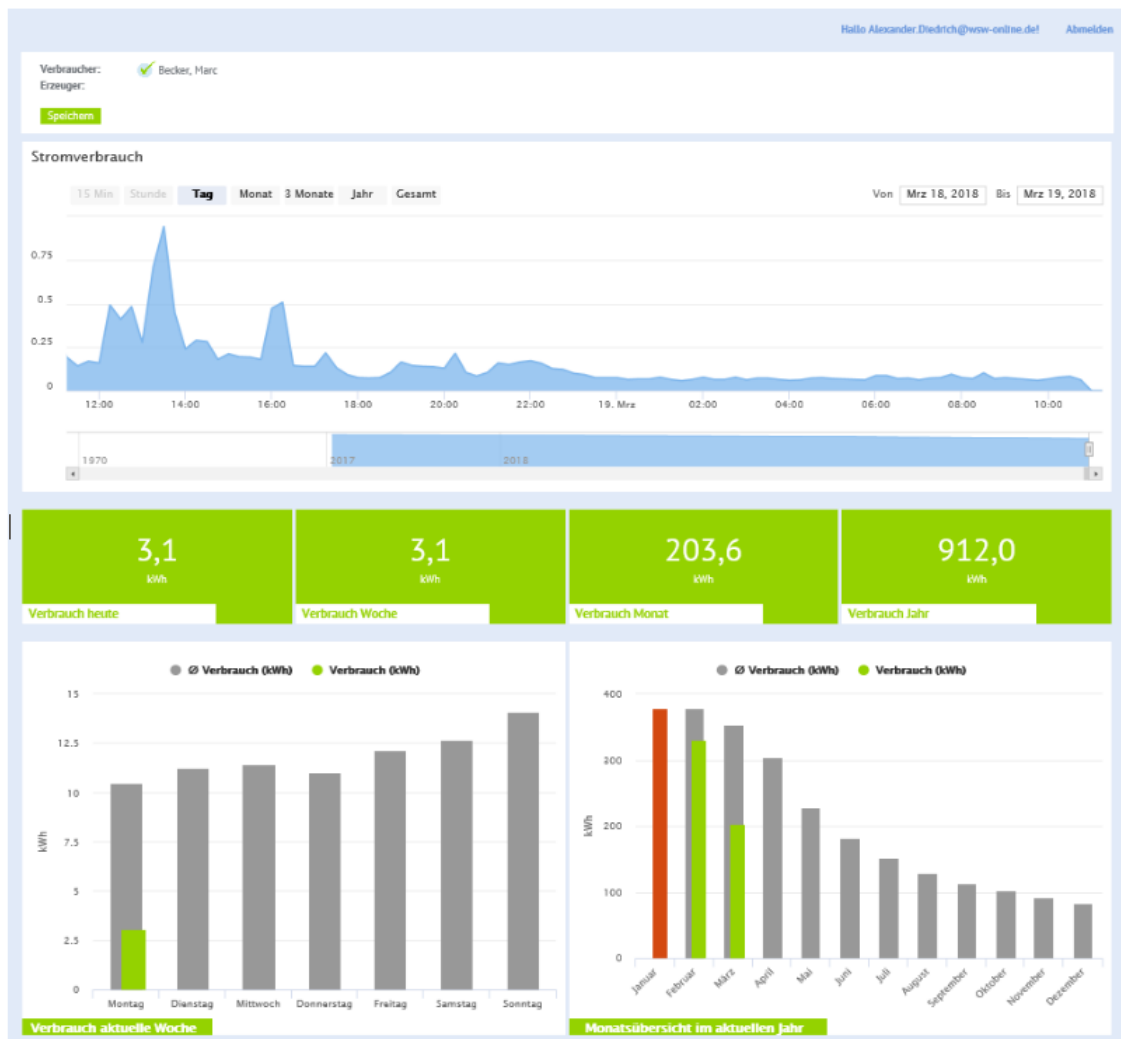 Hallo Alexander.Diedrich@wsw-online.de! Abmelden
Verbraucher: Becker, Marc
Erzeuger:
Speichern
Stromverbrauch
15 Min Stunde Tag Monat 3 Monate Jahr Gesamt Von Mrz 18, 2018 Bis Mrz 19, 2018
0.75
0.5
0.25
0
12:00 14:00 16:00 18:00 20:00 22:00 19. Mrz 02:00 04:00 06:00 08:00 10:00
1970 2017 2018
3,1 3,1 203,6 912,0
kWh kWh kWh kWh
Verbrauch heute Verbrauch Woche Verbrauch Monat Verbrauch Jahr
Ø Verbrauch (kWh) Verbrauch (kWh)
15
12.5
10
7.5
5
2.5
0
kWh
Montag Dienstag Mittwoch Donnerstag Freitag Samstag Sonntag
Verbrauch aktuelle Woche
Ø Verbrauch (kWh) Verbrauch (kWh)
400
300
200
100
0
kWh
Januar Februar März April Mai Juni Juli August September Oktober November Dezember
Monatsübersicht im aktuellen Jahr